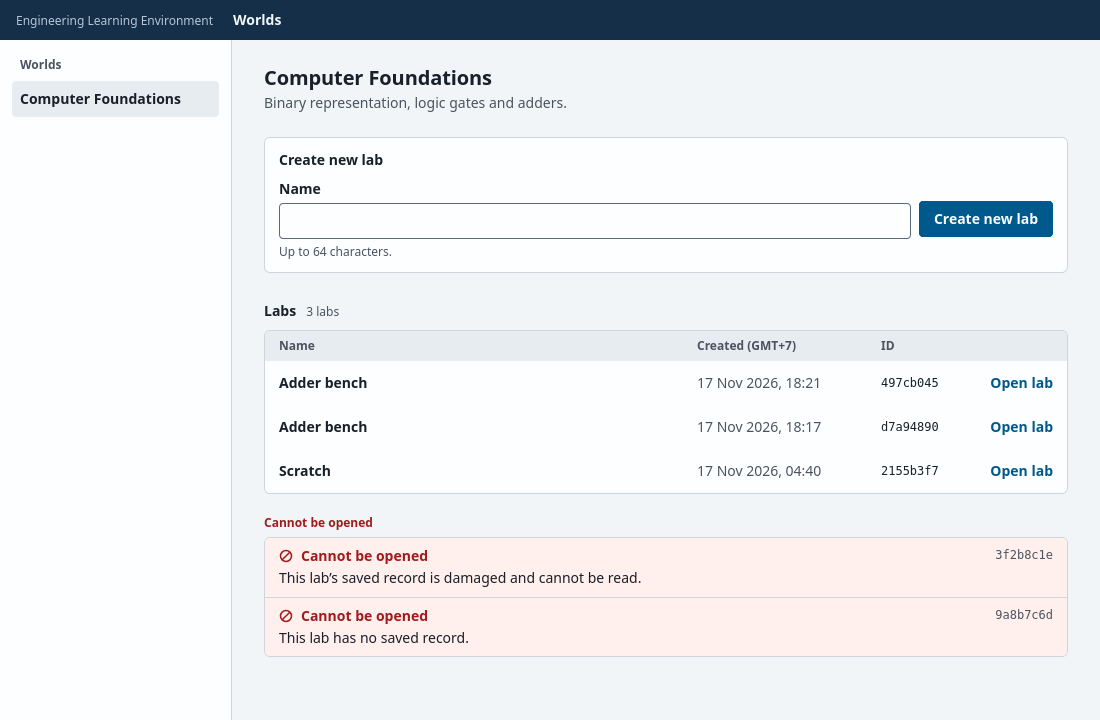 Engineering Learning Environment Worlds
Worlds
Computer Foundations
Computer Foundations
Binary representation, logic gates and adders.
Create new lab
Name
Create new lab
Up to 64 characters.
Labs 3 labs
Name Created (GMT+7) ID
Adder bench 17 Nov 2026, 18:21 497cb045 Open lab
Adder bench 17 Nov 2026, 18:17 d7a94890 Open lab
Scratch 17 Nov 2026, 04:40 2155b3f7 Open lab
Cannot be opened
Cannot be opened 3f2b8c1e
This lab’s saved record is damaged and cannot be read.
Cannot be opened 9a8b7c6d
This lab has no saved record.